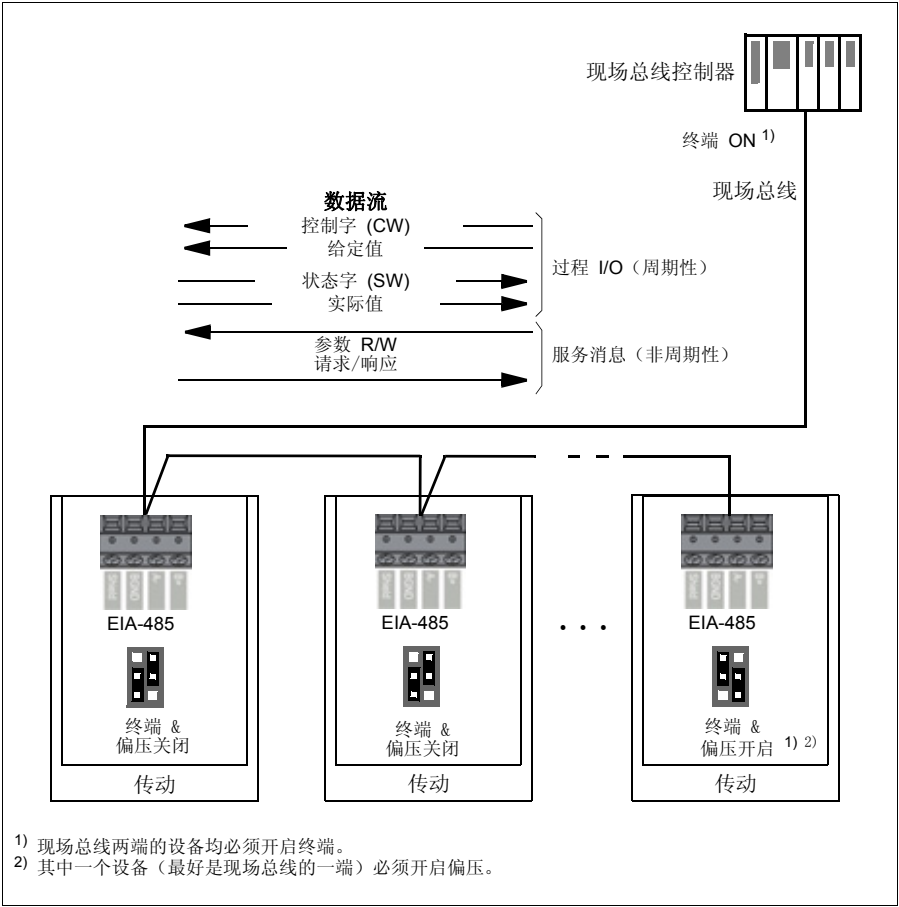 现场总线控制器
终端 ON 1)
现场总线
数据流
控制字 (CW)
给定值
状态字 (SW)
实际值
过程 I/O（周期性）
参数 R/W
请求/响应
服务消息（非周期性）
Shield BGND A- B+
EIA-485
终端 &
偏压关闭
传动
Shield BGND A- B+
EIA-485
终端 &
偏压关闭
传动
. . .
Shield BGND A- B+
EIA-485
终端 &
偏压开启 1) 2)
传动
1) 现场总线两端的设备均必须开启终端。
2) 其中一个设备（最好是现场总线的一端）必须开启偏压。